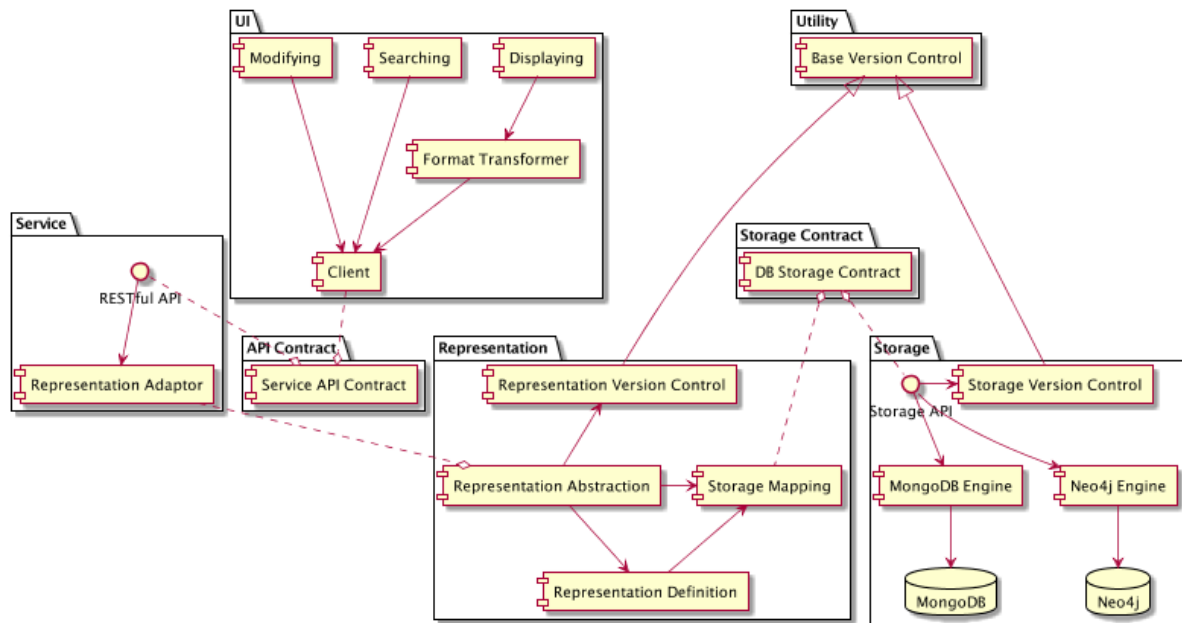 UI
Modifying
Searching
Displaying
Format Transformer
Client
Utility
Base Version Control
Service
RESTful API
Representation Adaptor
API Contract
Service API Contract
Storage Contract
DB Storage Contract
Representation
Representation Version Control
Representation Abstraction
Storage Mapping
Representation Definition
Storage
Storage Version Control
Storage API
MongoDB Engine
Neo4j Engine
MongoDB
Neo4j